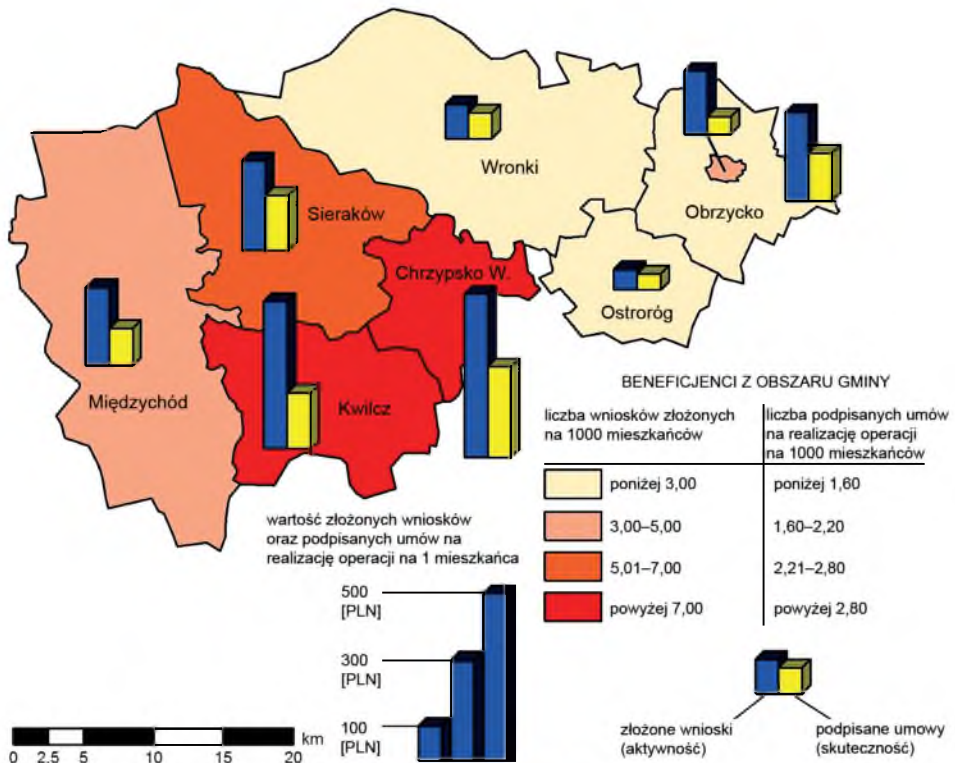 Wronki
Obrzycko
Sieraków
Chrzypsko W.
Ostroróg
Międzychód
Kwilcz
BENEFICJENCI Z OBSZARU GMINY
liczba wniosków złożonych
na 1000 mieszkańców
liczba podpisanych umów
na realizację operacji
na 1000 mieszkańców
poniżej 3,00
poniżej 1,60
3,00–5,00
1,60–2,20
5,01–7,00
2,21–2,80
powyżej 7,00
powyżej 2,80
wartość złożonych wniosków
oraz podpisanych umów na
realizację operacji na 1 mieszkańca
500
[PLN]
300
[PLN]
100
[PLN]
złożone wnioski
(aktywność)
podpisane umowy
(skuteczność)
km
0 2.5 5 10 15 20